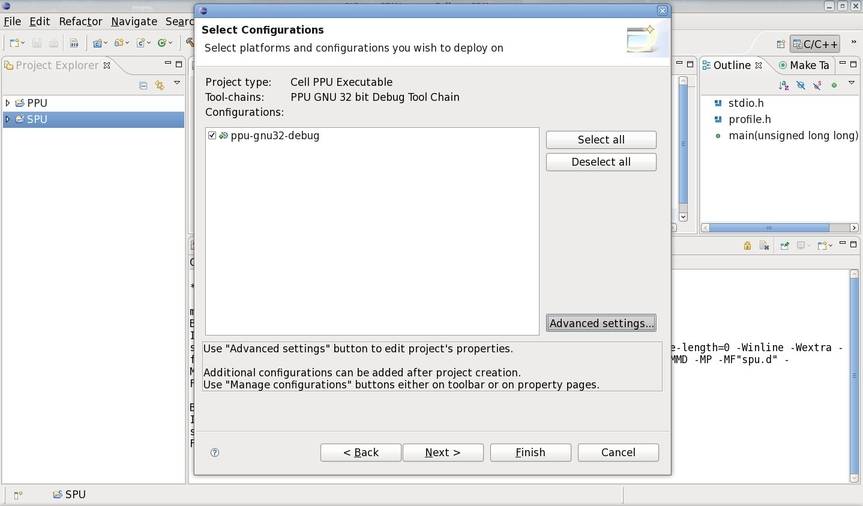 File Edit Refactor Navigate
Select Configurations
Select platforms and configurations you wish to deploy on
C/C++
Project Explorer
Outline
Make Ta
PPU
SPU
Project type: Cell PPU Executable
Tool-chains: PPU GNU 32 bit Debug Tool Chain
Configurations:
ppu-gnu32-debug
Select all
Deselect all
Advanced settings...
stdio.h
profile.h
main(unsigned long long)
Use "Advanced settings" button to edit project's properties.
Additional configurations can be added after project creation.
Use "Manage configurations" buttons either on toolbar or on property pages.
e-length=0 -Winline -Wextra -
MMD -MP -MF"spu.d" -
< Back
Next >
Finish
Cancel
SPU